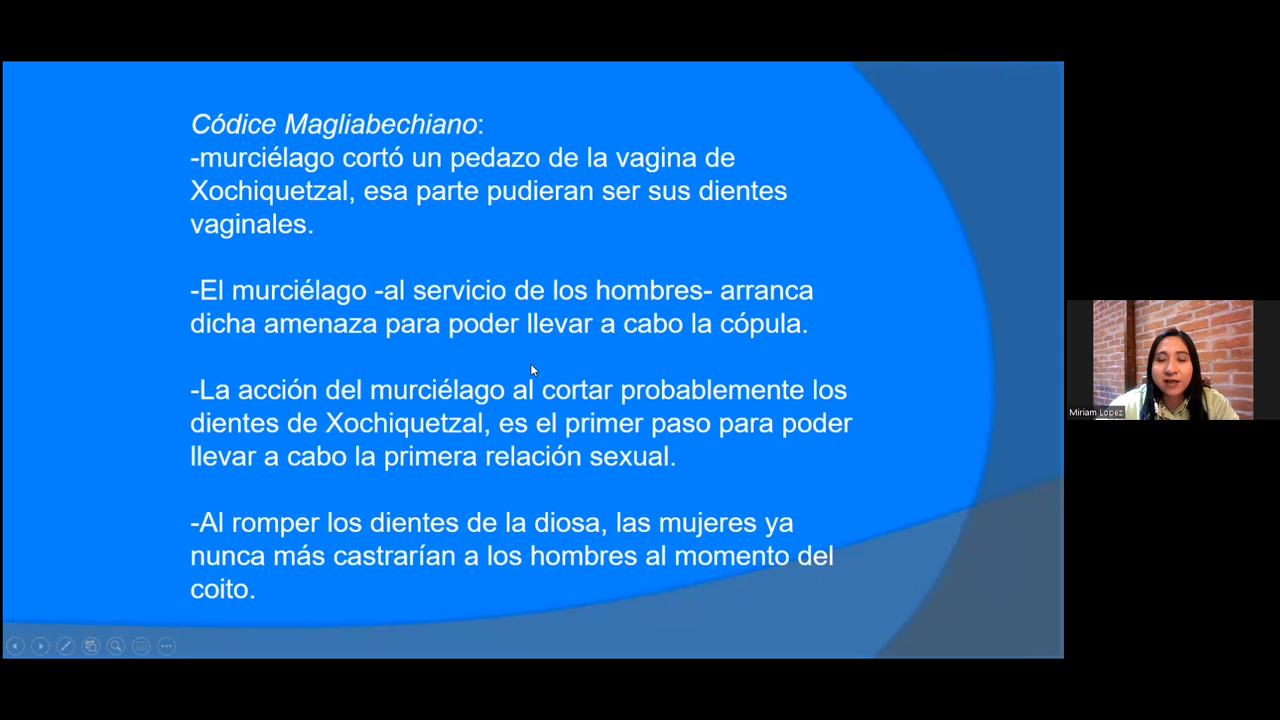 Códice Magliabechiano:
-murciélago cortó un pedazo de la vagina de
Xochiquetzal, esa parte pudieran ser sus dientes
vaginales.
-El murciélago -al servicio de los hombres- arranca
dicha amenaza para poder llevar a cabo la cópula.
-La acción del murciélago al cortar probablemente los
dientes de Xochiquetzal, es el primer paso para poder
llevar a cabo la primera relación sexual.
-Al romper los dientes de la diosa, las mujeres ya
nunca más castrarían a los hombres al momento del
coito.
Miriam López